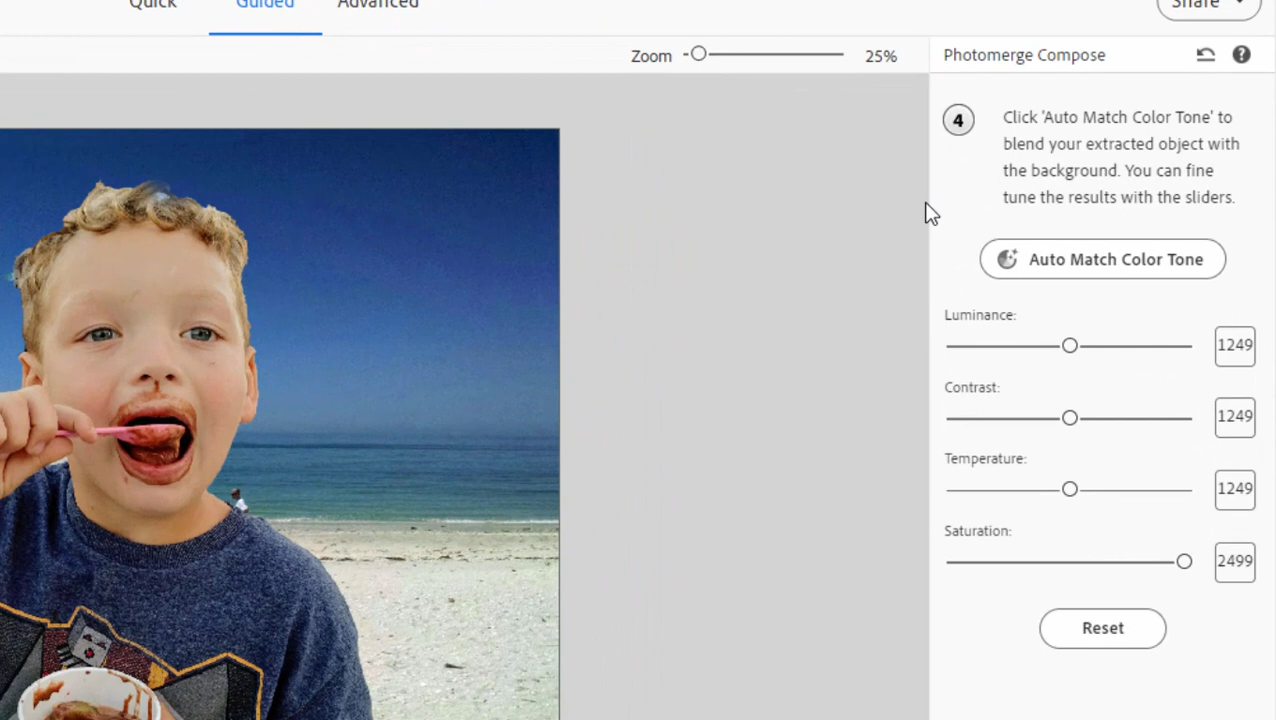 Quick Guided Advanced Share
Zoom 25% Photomerge Compose
4
Click 'Auto Match Color Tone' to
blend your extracted object with
the background. You can fine
tune the results with the sliders.
Auto Match Color Tone
Luminance:
1249
Contrast:
1249
Temperature:
1249
Saturation:
2499
Reset